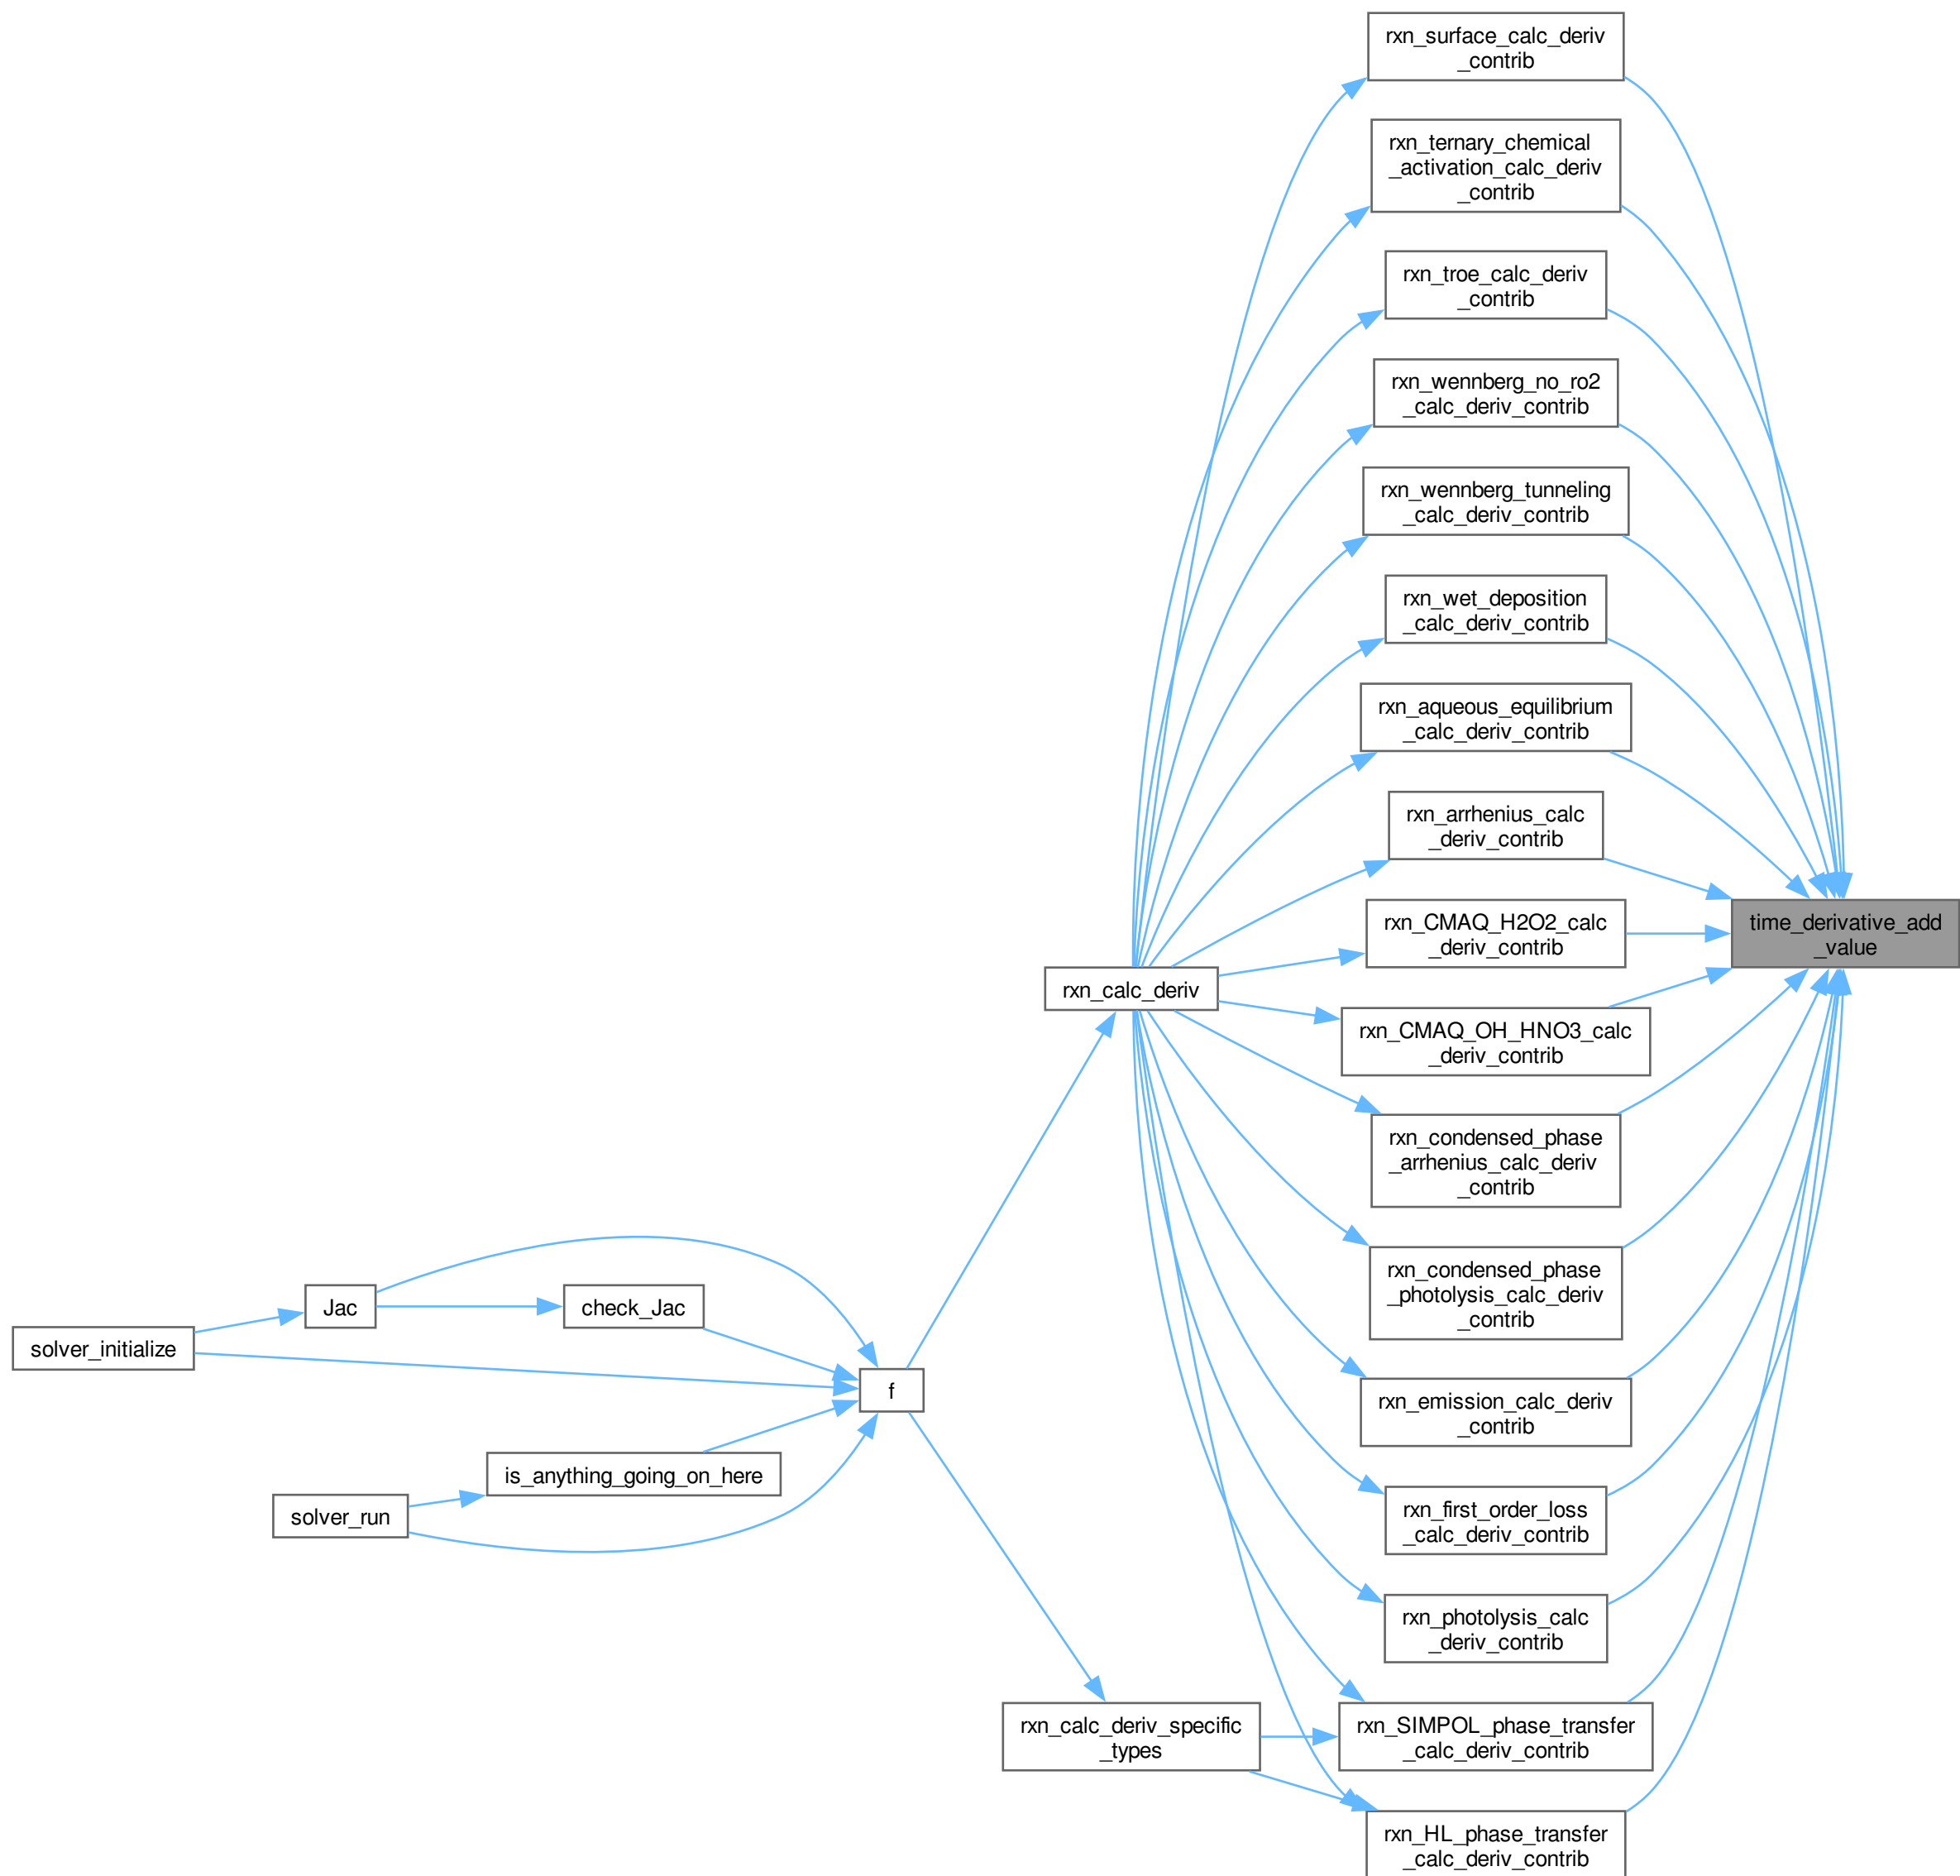 rxn_surface_calc_deriv
_contrib
rxn_ternary_chemical
_activation_calc_deriv
_contrib
rxn_troe_calc_deriv
_contrib
rxn_wennberg_no_ro2
_calc_deriv_contrib
rxn_wennberg_tunneling
_calc_deriv_contrib
rxn_wet_deposition
_calc_deriv_contrib
rxn_aqueous_equilibrium
_calc_deriv_contrib
rxn_arrhenius_calc
_deriv_contrib
rxn_CMAQ_H2O2_calc
_deriv_contrib
time_derivative_add
_value
rxn_calc_deriv
rxn_CMAQ_OH_HNO3_calc
_deriv_contrib
rxn_condensed_phase
_arrhenius_calc_deriv
_contrib
rxn_condensed_phase
_photolysis_calc_deriv
_contrib
Jac
check_Jac
solver_initialize
f
rxn_emission_calc_deriv
_contrib
is_anything_going_on_here
solver_run
rxn_first_order_loss
_calc_deriv_contrib
rxn_photolysis_calc
_deriv_contrib
rxn_calc_deriv_specific
_types
rxn_SIMPOL_phase_transfer
_calc_deriv_contrib
rxn_HL_phase_transfer
_calc_deriv_contrib